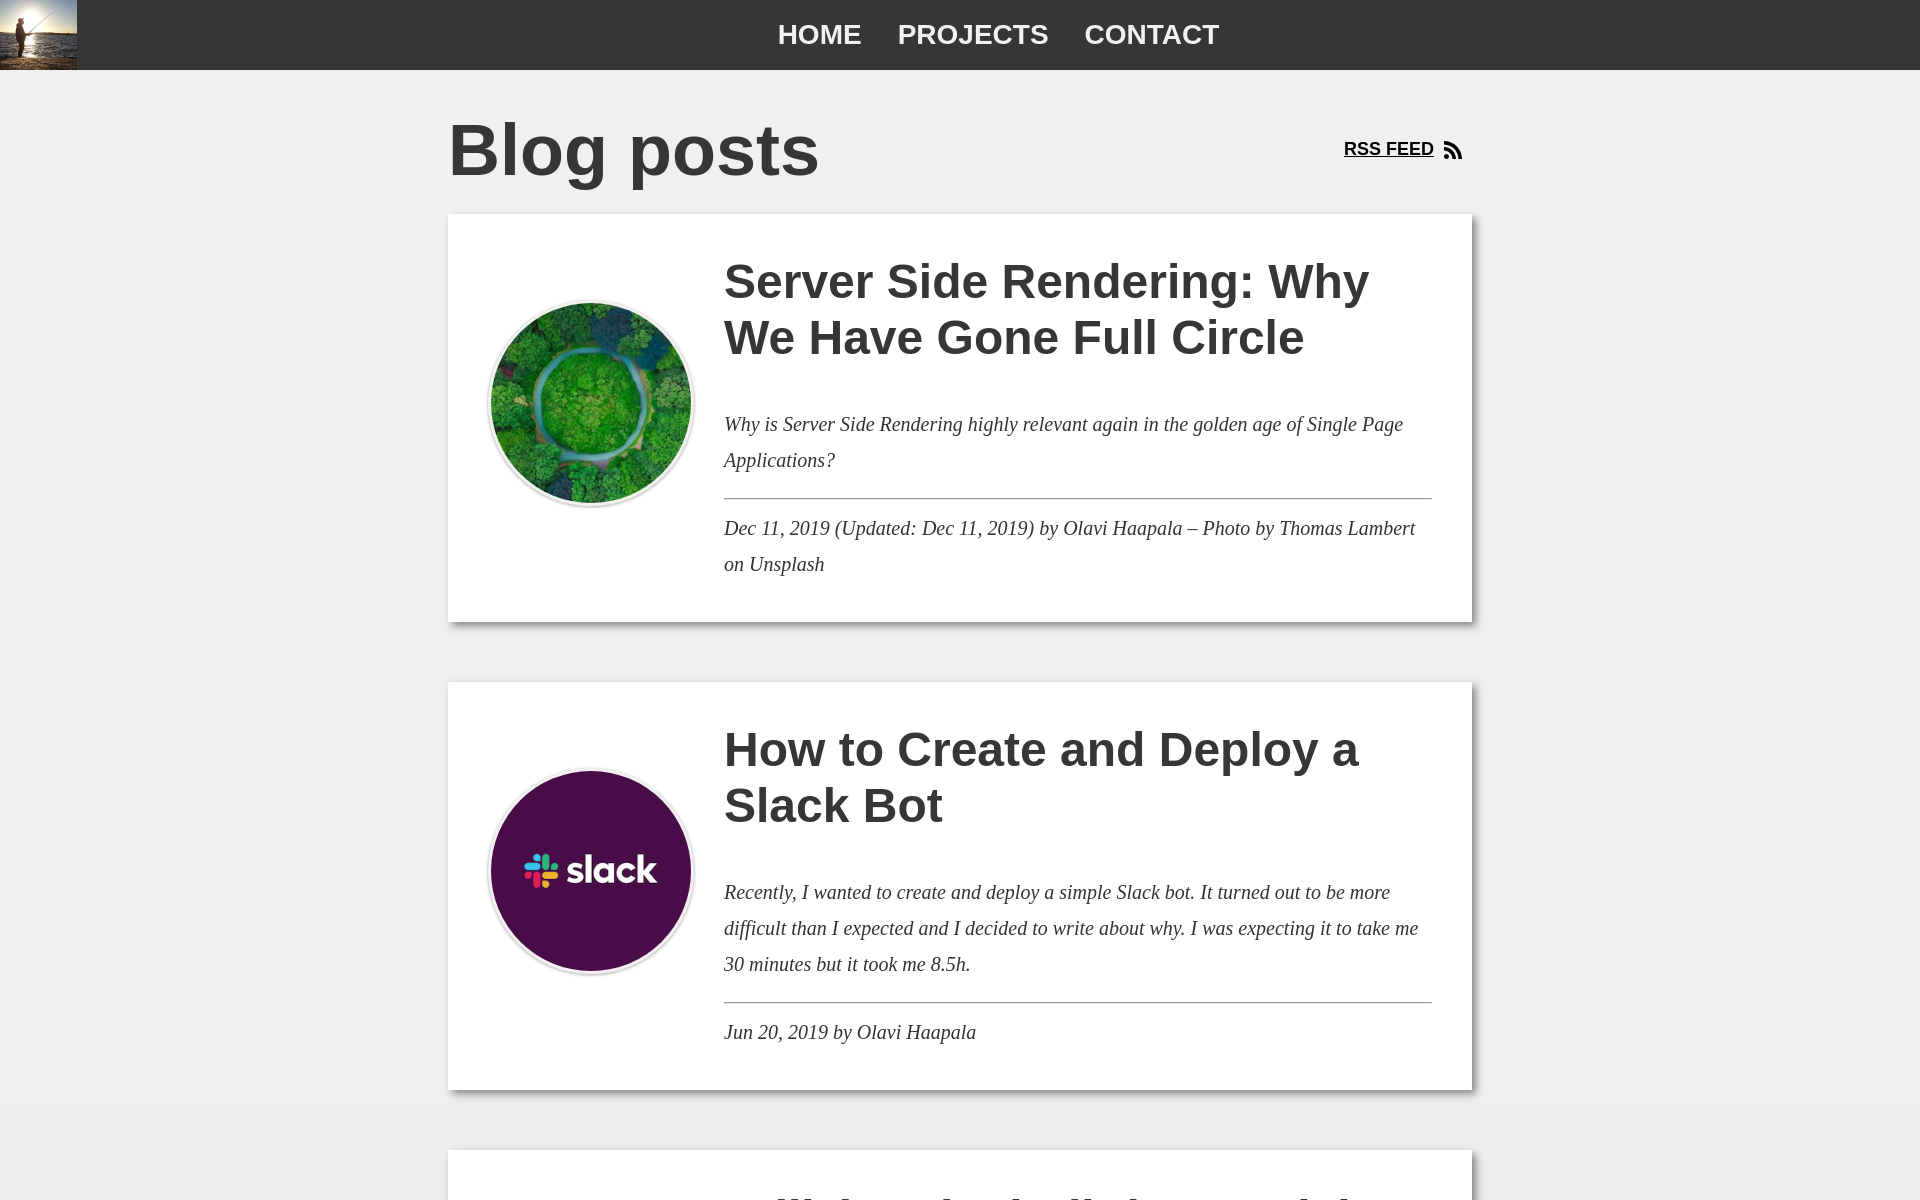 HOME PROJECTS CONTACT
Blog posts
RSS FEED
Server Side Rendering: Why
We Have Gone Full Circle
Why is Server Side Rendering highly relevant again in the golden age of Single Page
Applications?
Dec 11, 2019 (Updated: Dec 11, 2019) by Olavi Haapala – Photo by Thomas Lambert
on Unsplash
slack
How to Create and Deploy a
Slack Bot
Recently, I wanted to create and deploy a simple Slack bot. It turned out to be more
difficult than I expected and I decided to write about why. I was expecting it to take me
30 minutes but it took me 8.5h.
Jun 20, 2019 by Olavi Haapala